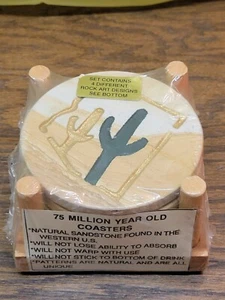 SET CONTAINS
4 DIFFERENT
ROCK ART DESIGNS
SEE BOTTOM
75 MILLION YEAR OLD
COASTERS
*NATURAL SANDSTONE FOUND IN THE
WESTERN U.S.
*WILL NOT LOSE ABILITY TO ABSORB
*WILL NOT WARP WITH USE
*WILL NOT STICK TO BOTTOM OF DRINK
PATTERNS ARE NATURAL AND ARE ALL
UNIQUE